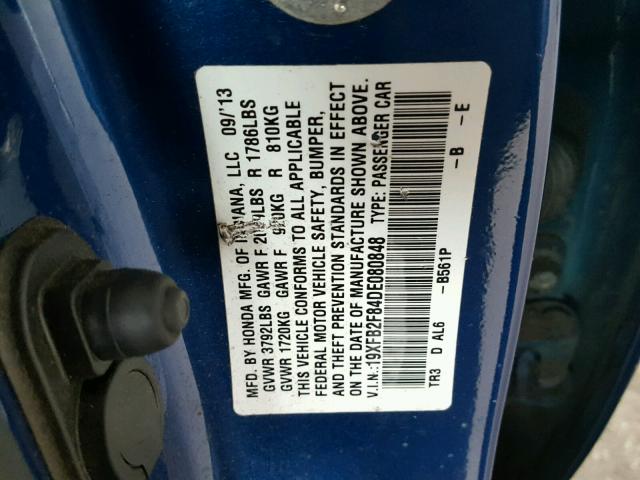 MFD. BY HONDA MFG. OF INDIANA, LLC 09/'13
GVWR 3792LBS GAWR F LBS R 1786LBS
GVWR 1720KG GAWR F KG R 810KG
THIS VEHICLE CONFORMS TO ALL APPLICABLE
FEDERAL MOTOR VEHICLE SAFETY, BUMPER,
AND THEFT PREVENTION STANDARDS IN EFFECT
ON THE DATE OF MANUFACTURE SHOWN ABOVE.
V.I.N.:19XFB2F84DE080848 TYPE: PASSENGER CAR
TR3 D AL6 -B561P -B -E